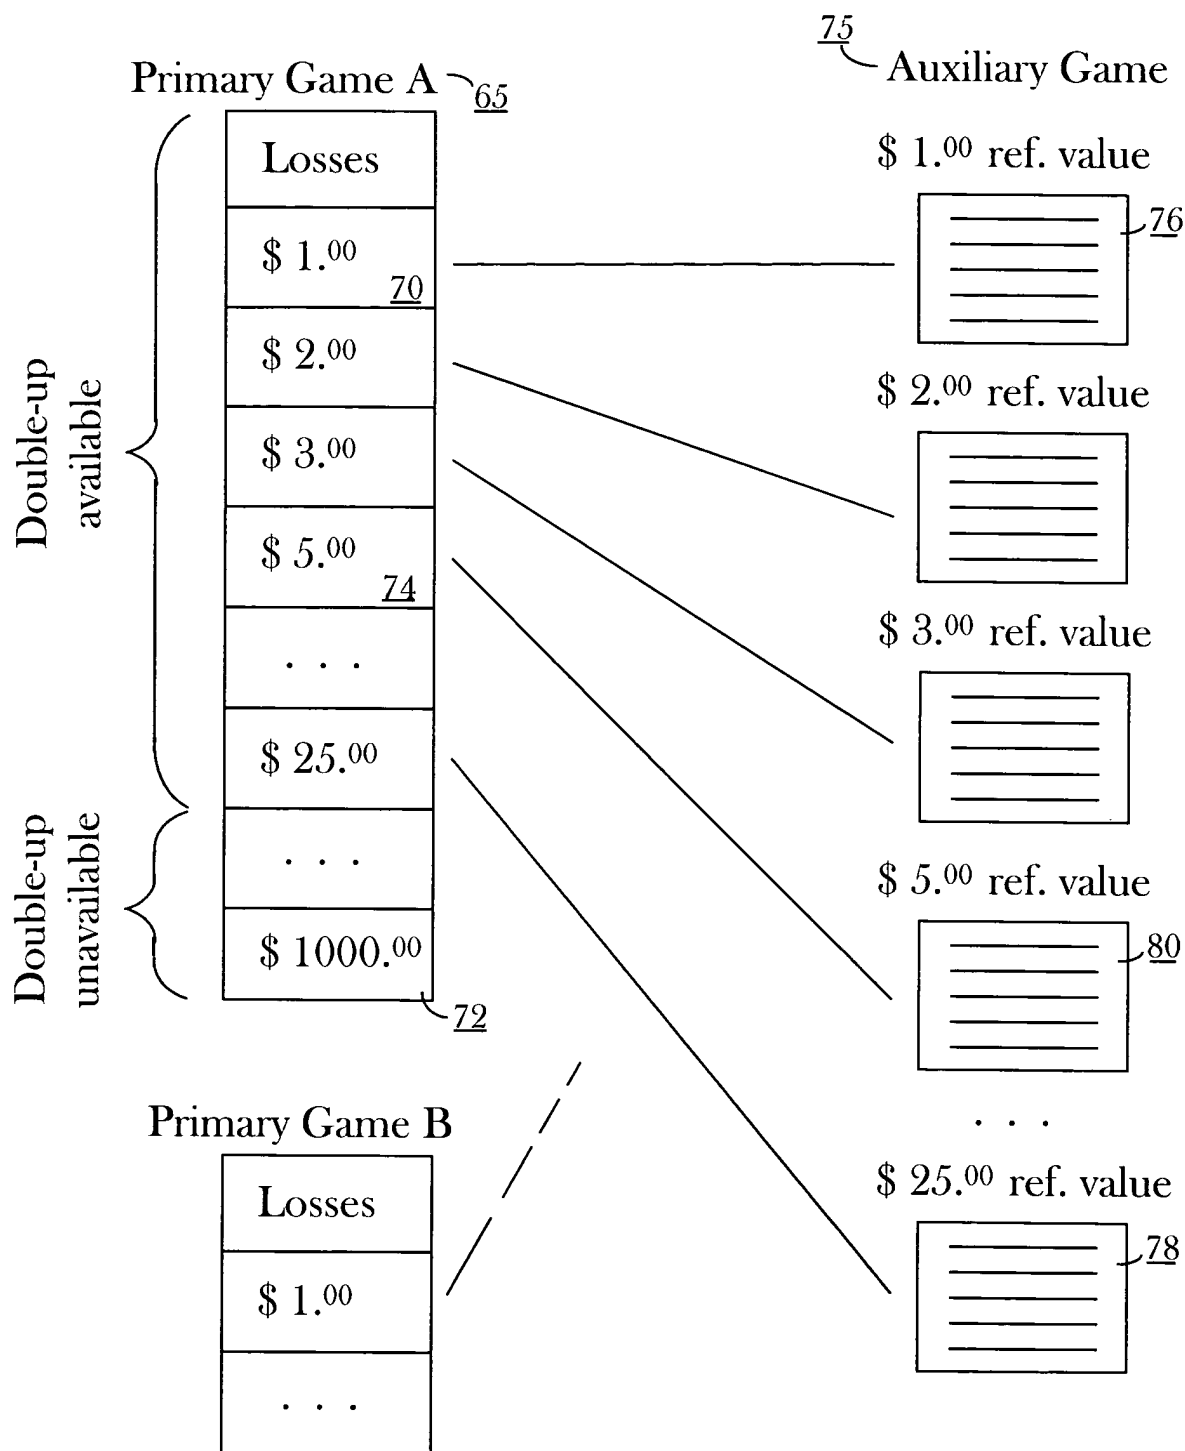 75
Auxiliary Game
Primary Game A
65
Losses
$ 1.00
70
$ 2.00
$ 3.00
$ 5.00
74
. . .
$ 25.00
. . .
$ 1000.00
72
Double-up
available
Double-up
unavailable
$ 1.00 ref. value
76
$ 2.00 ref. value
$ 3.00 ref. value
$ 5.00 ref. value
80
. . .
$ 25.00 ref. value
78
Primary Game B
Losses
$ 1.00
. . .